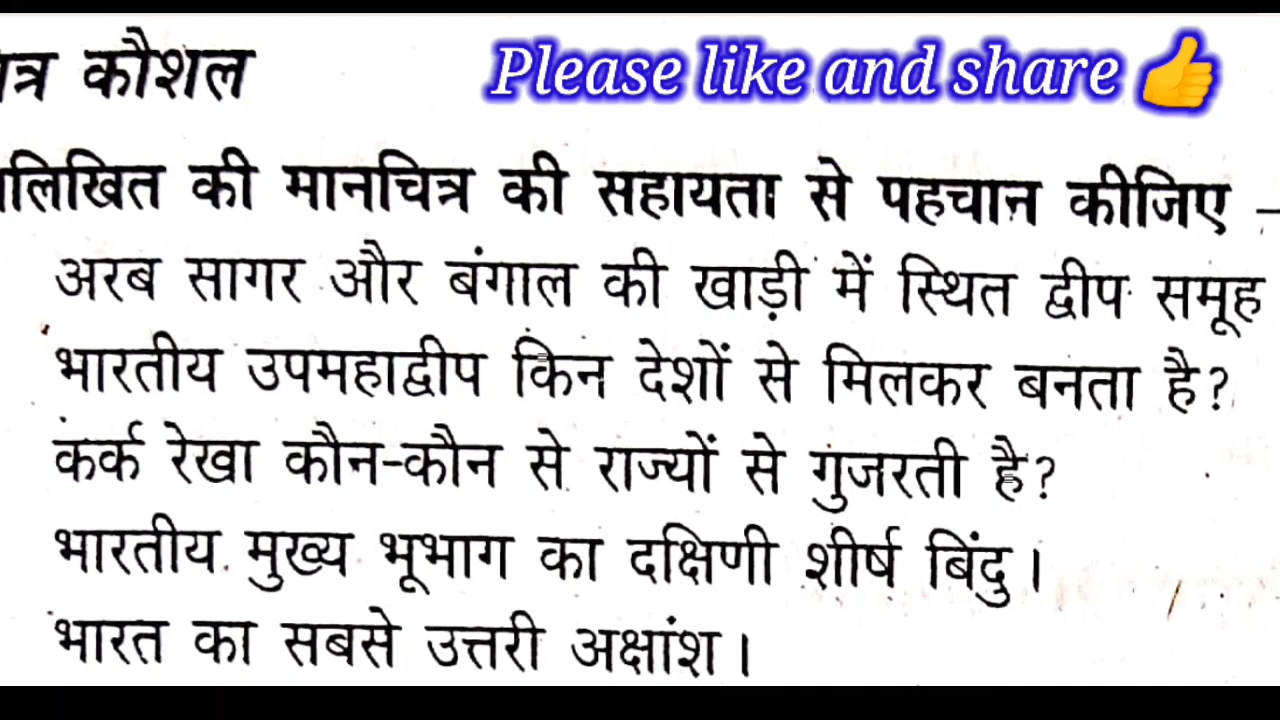 त्र कौशल
Please like and share 👍
लिखित की मानचित्र की सहायता से पहचान कीजिए –
अरब सागर और बंगाल की खाड़ी में स्थित द्वीप समूह
भारतीय उपमहाद्वीप किन देशों से मिलकर बनता है?
कर्क रेखा कौन-कौन से राज्यों से गुजरती है?
भारतीय मुख्य भूभाग का दक्षिणी शीर्ष बिंदु।
भारत का सबसे उत्तरी अक्षांश।